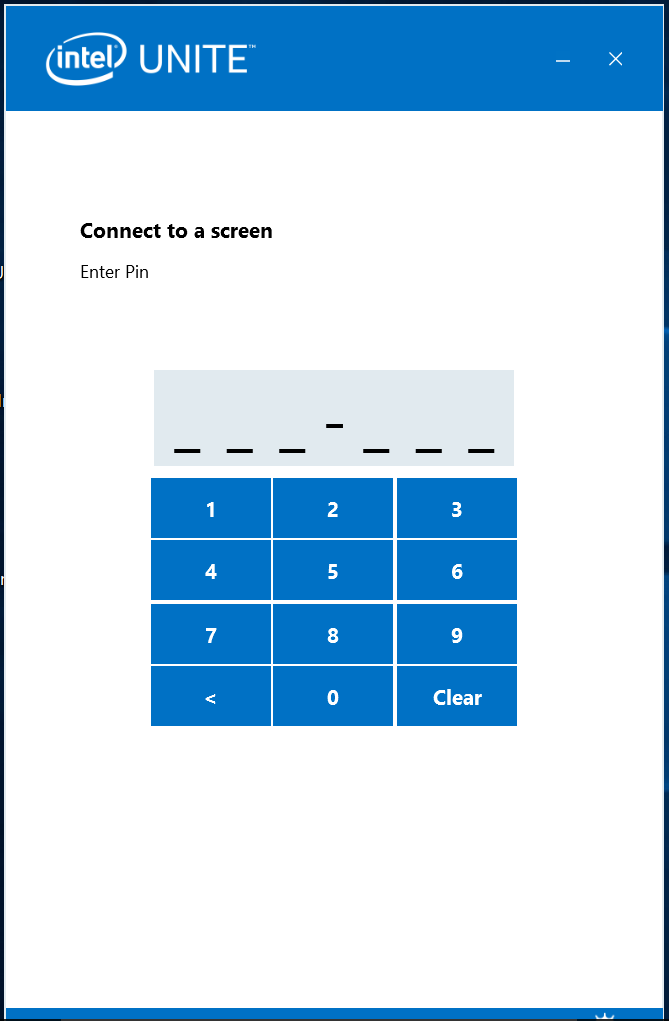 intel UNITE™
Connect to a screen
Enter Pin
_ _ _ - _ _ _
1 2 3
4 5 6
7 8 9
< 0 Clear